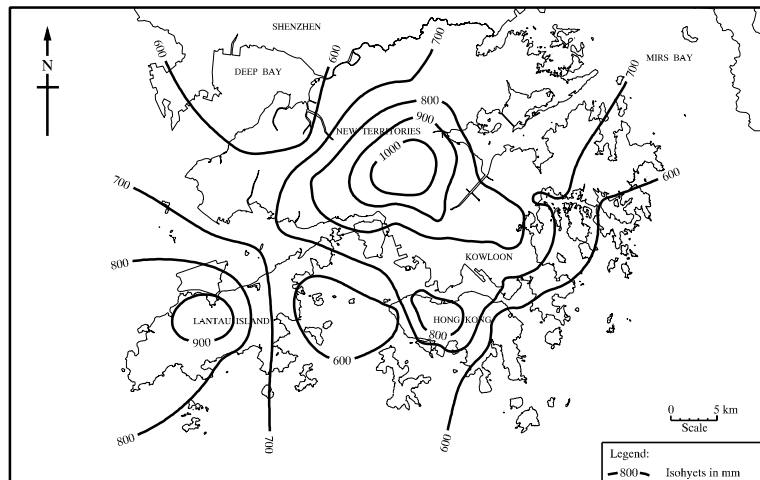 SHENZHEN
N
DEEP BAY
MIRS BAY
600
600
700
700
800
900
NEW TERRITORIES
1000
600
700
800
KOWLOON
LANTAU ISLAND
900
HONG KONG
800
600
800
700
600
0 5 km
Scale
Legend:
800 Isohyets in mm